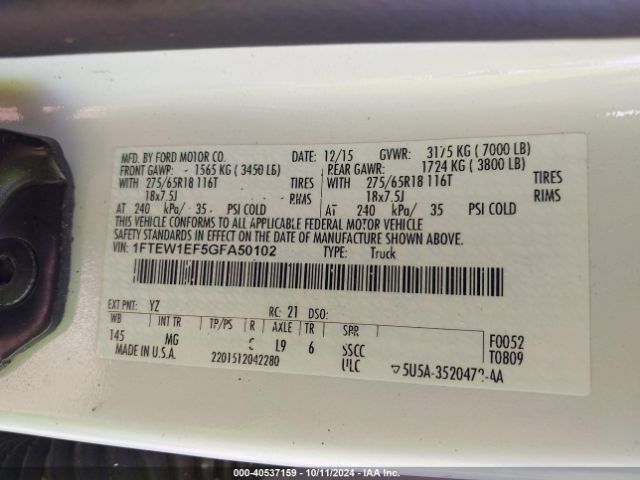 MFD. BY FORD MOTOR CO. DATE: 12/15 GVWR: 3175 KG ( 7000 LB)
FRONT GAWR: 1565 KG ( 3450 LB) REAR GAWR: 1724 KG ( 3800 LB)
WITH 275/65R18 116T TIRES WITH 275/65R18 116T TIRES
18x7.5J RIMS 18x7.5J RIMS
AT 240 kPa/ 35 PSI COLD AT 240 kPa/ 35 PSI COLD
THIS VEHICLE CONFORMS TO ALL APPLICABLE FEDERAL MOTOR VEHICLE
SAFETY STANDARDS IN EFFECT ON THE DATE OF MANUFACTURE SHOWN ABOVE.
VIN: 1FTEW1EF5GFA50102 TYPE: Truck
EXT PNT: YZ RC: 21 DSO:
WB INT TR TP/PS R AXLE TR SPR F0052
145 MG L9 6 SSCC T0809
MADE IN U.S.A. 2201512042280 ULC 5U5A-3520472-AA
000-40537159 - 10/11/2024 - IAA Inc.